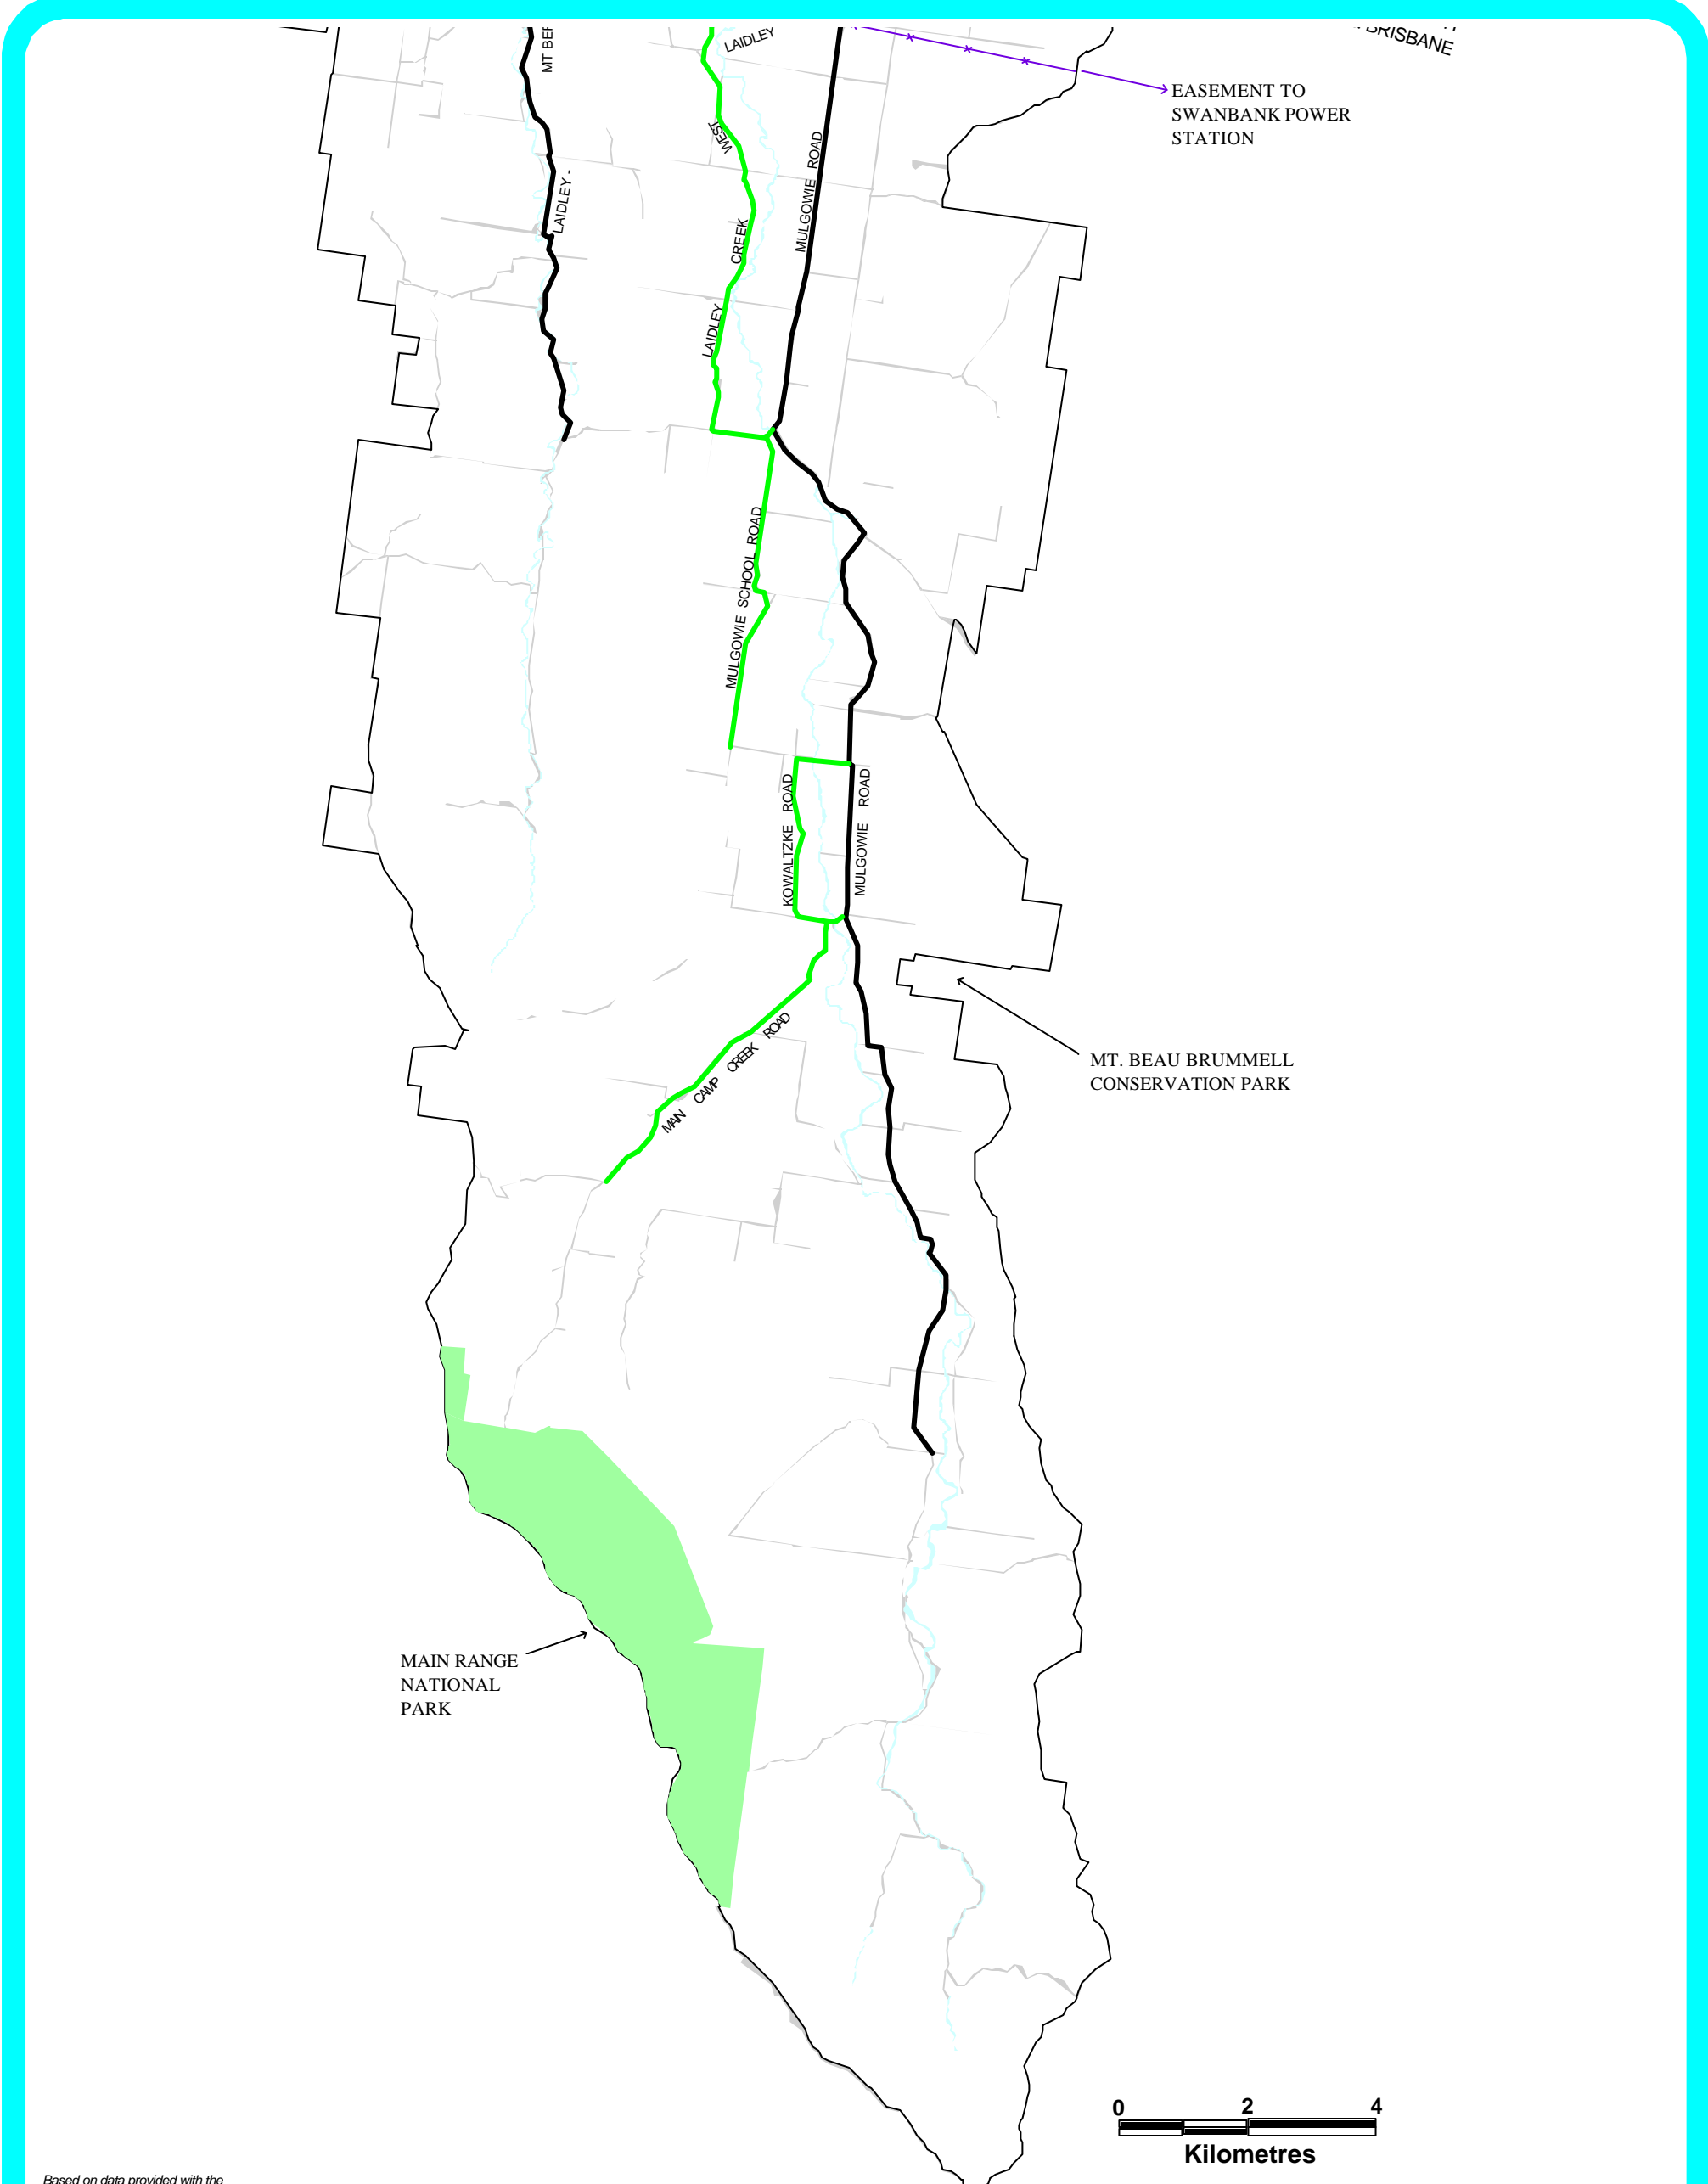 BRISBANE
LAIDLEY
MT BER
EASEMENT TO
SWANBANK POWER
STATION
WEST
MULGOWIE ROAD
LAIDLEY -
CREEK
LAIDLEY
MULGOWIE SCHOOL ROAD
KOWALTZKE ROAD
MULGOWIE ROAD
MT. BEAU BRUMMELL
CONSERVATION PARK
MAIN CAMP CREEK ROAD
MAIN RANGE
NATIONAL
PARK
0 2 4
Kilometres
Based on data provided with the